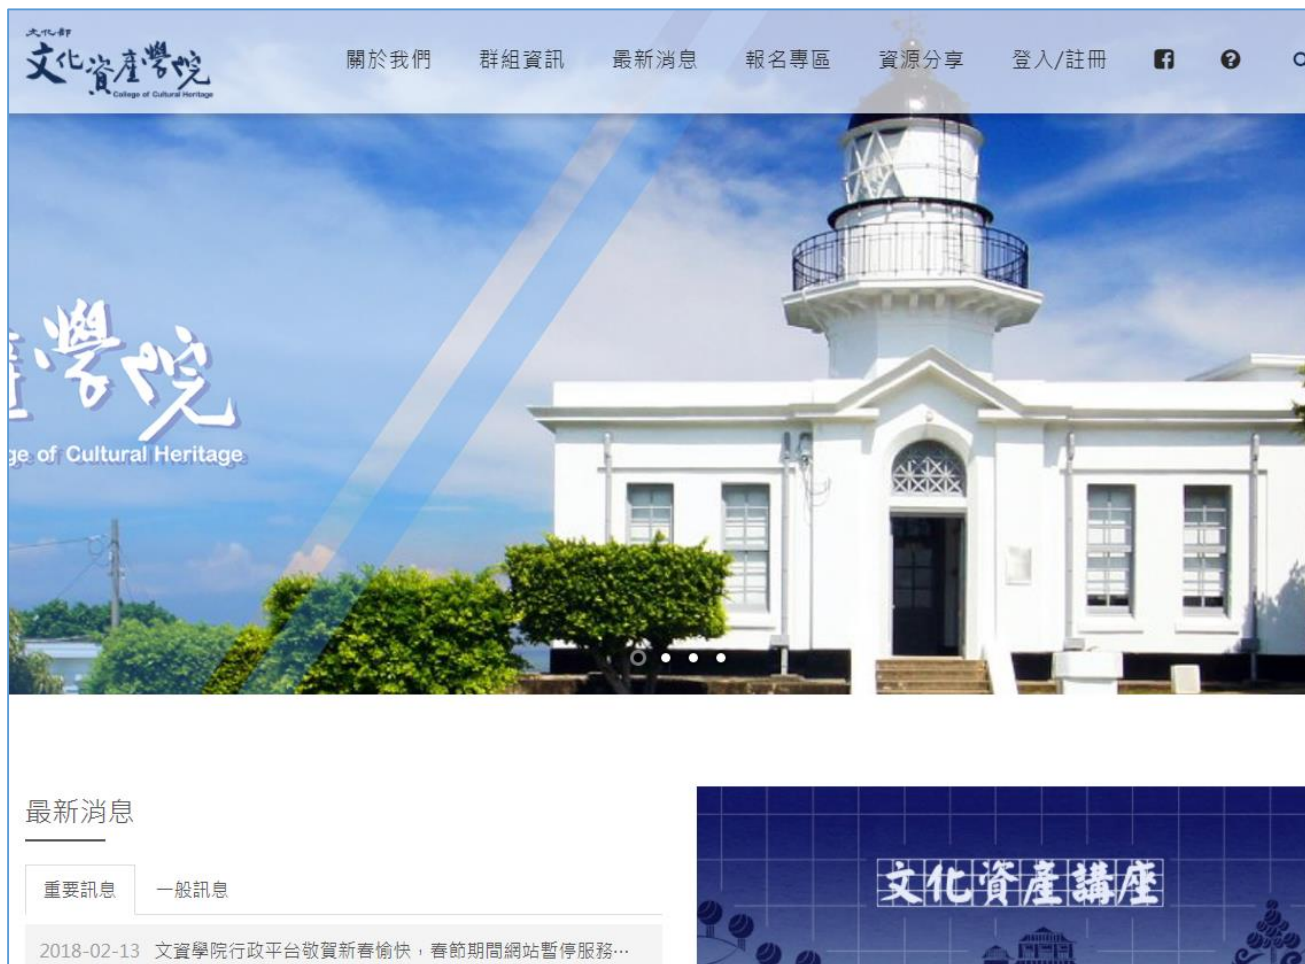 文化部
文化資產學院
College of Cultural Heritage
關於我們
群組資訊
最新消息
報名專區
資源分享
登入/註冊
學院
ge of Cultural Heritage
最新消息
重要訊息
一般訊息
2018-02-13 文資學院行政平台敬賀新春愉快，春節期間網站暫停服務…
文化資產講座